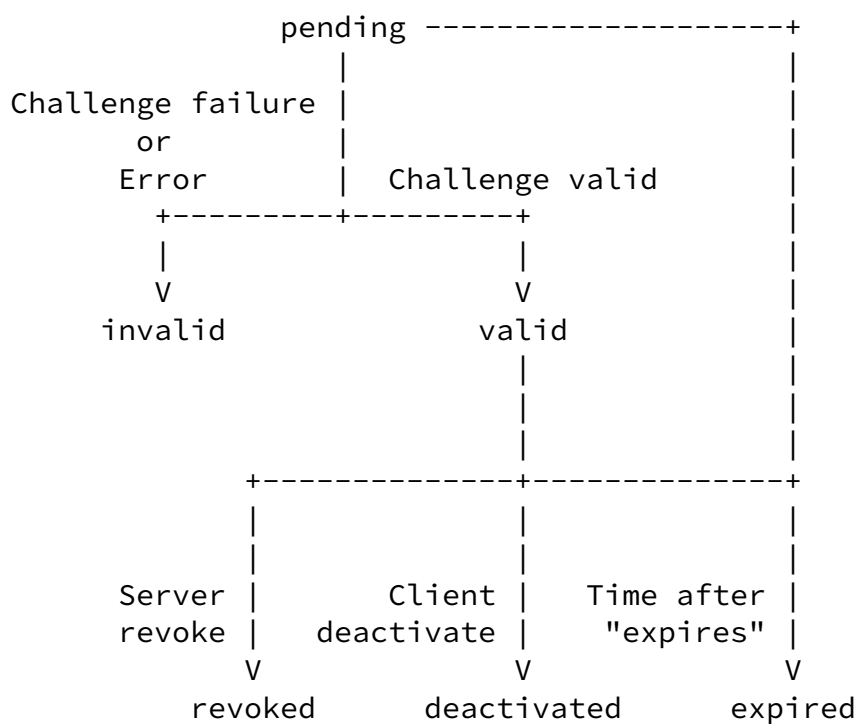 pending
Challenge failure
or
Error Challenge valid
V V
invalid valid
Server Client Time after
revoke deactivate "expires"
V V V
revoked deactivated expired